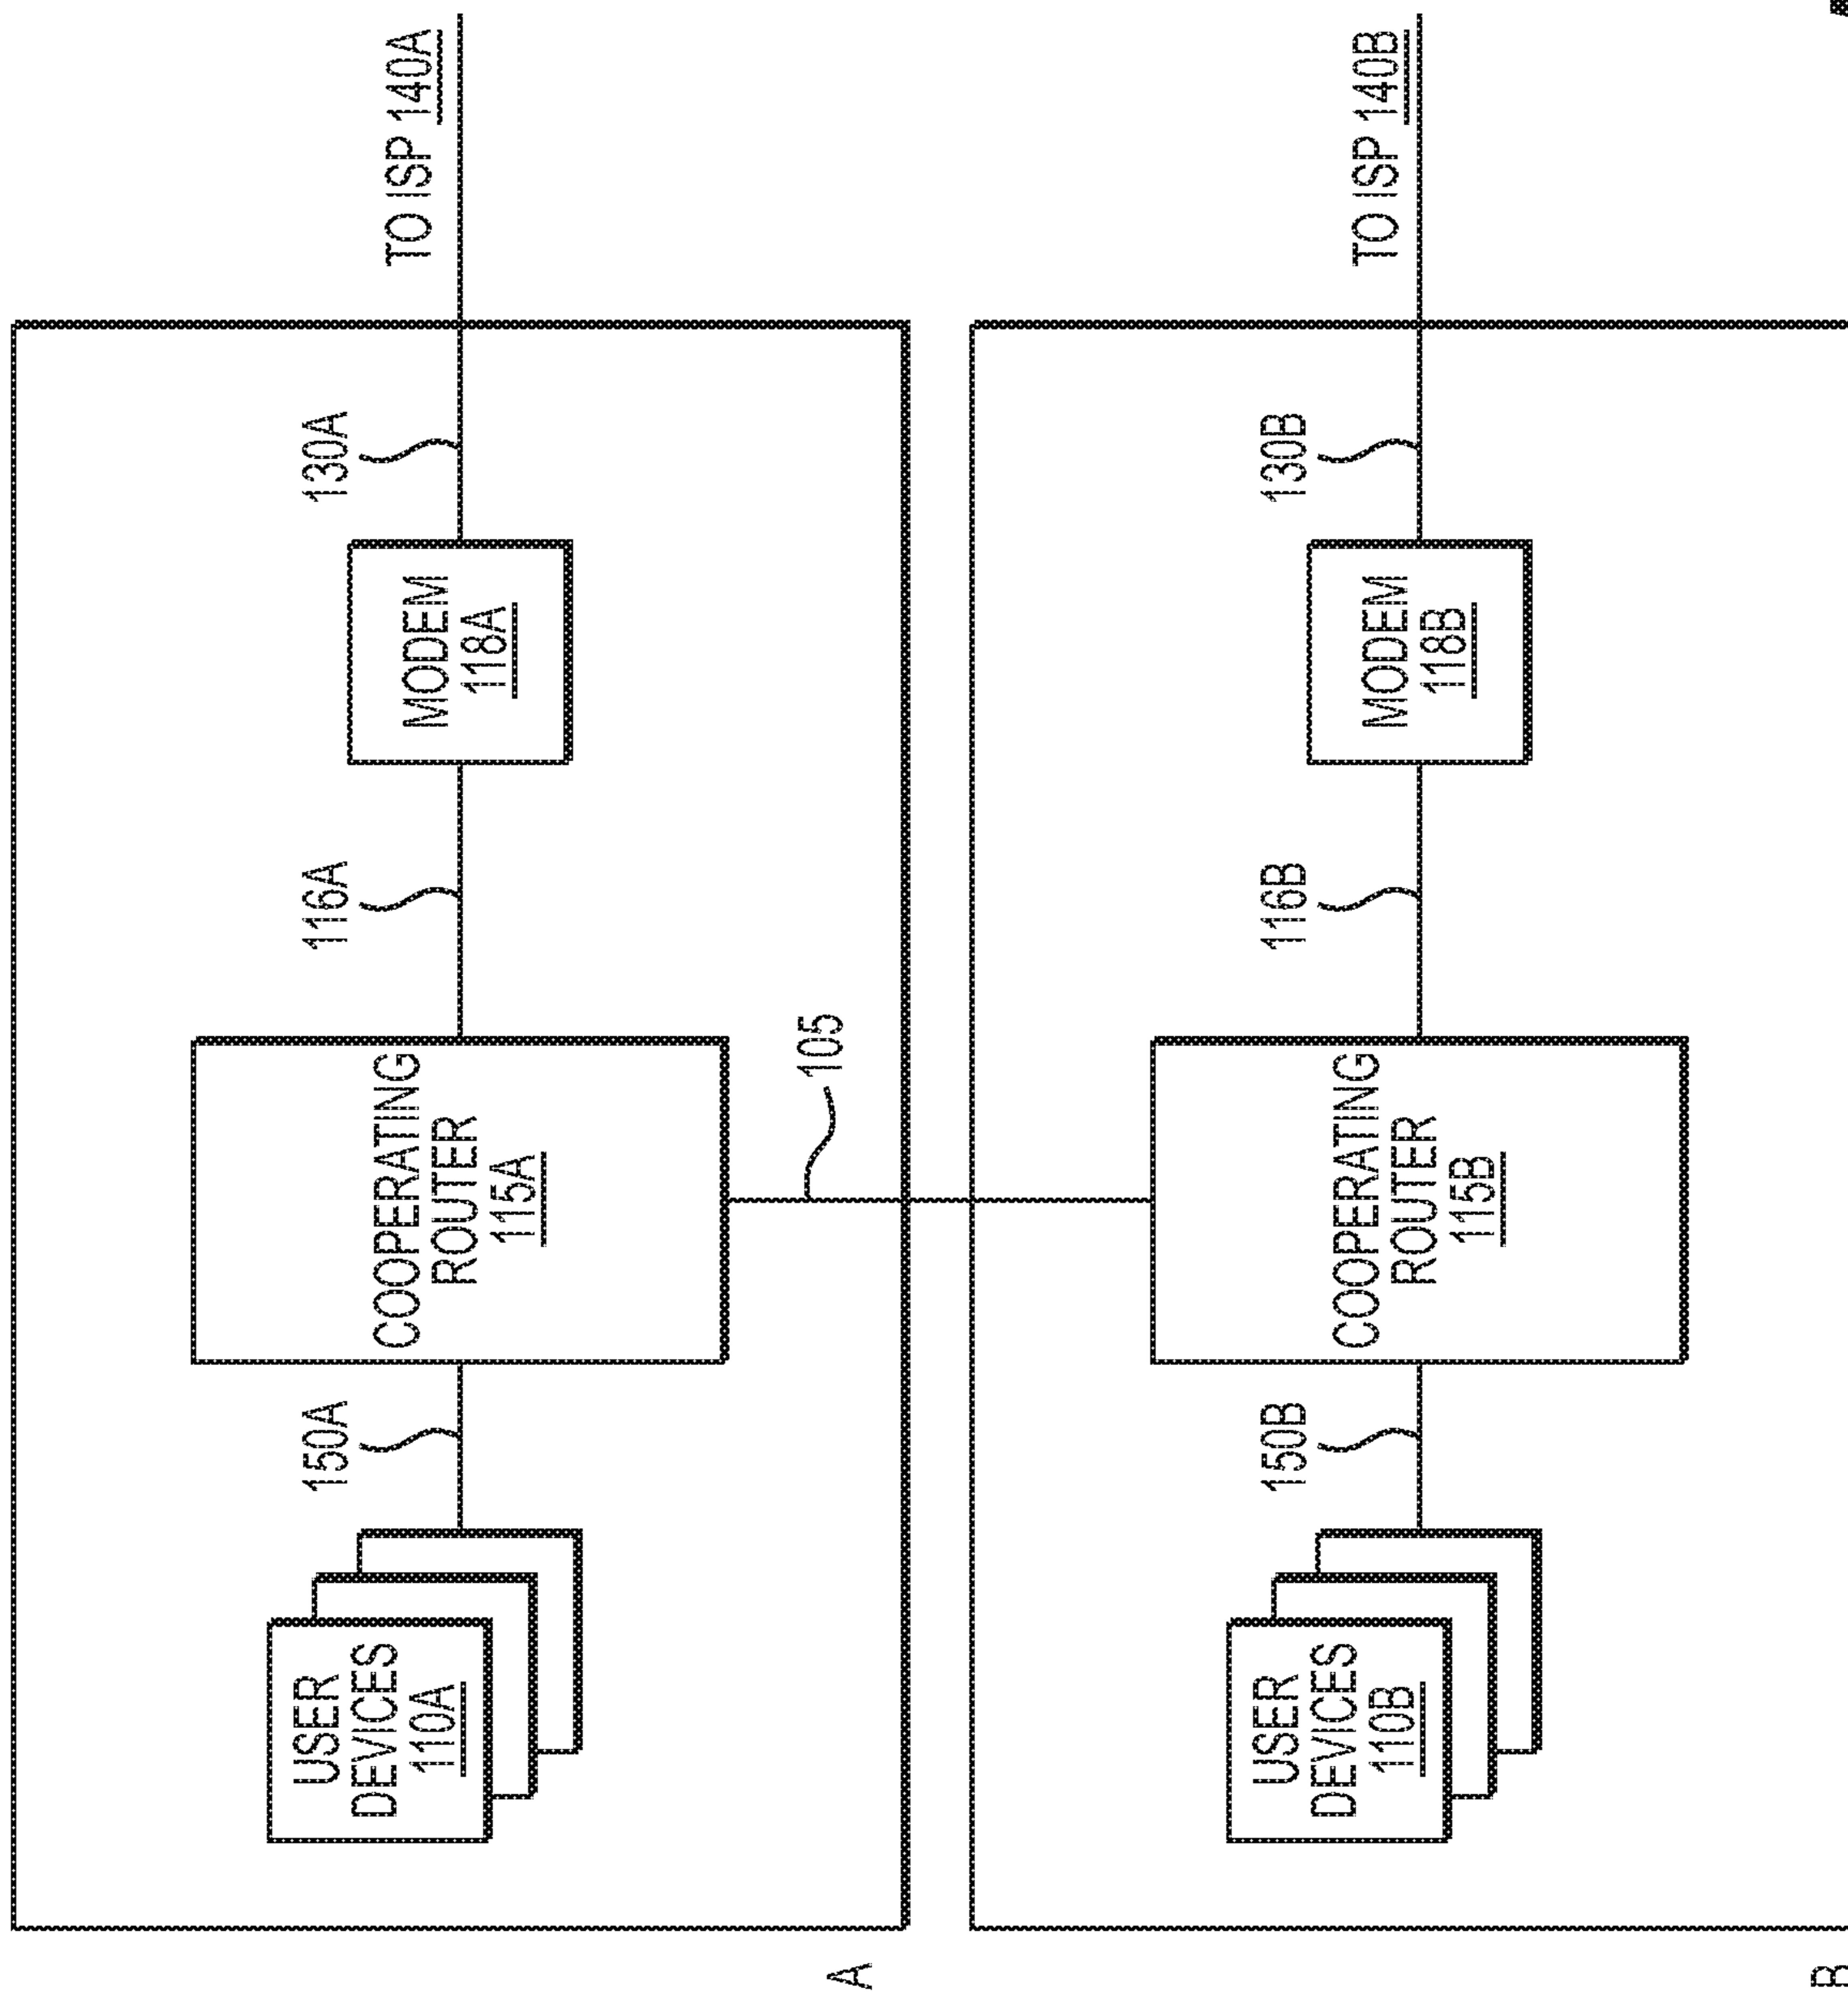 A
USER
DEVICES
110A
150A
COOPERATING
ROUTER
115A
116A
MODEM
118A
130A
TO ISP 140A
105
B
USER
DEVICES
110B
150B
COOPERATING
ROUTER
115B
116B
MODEM
118B
130B
TO ISP 140B